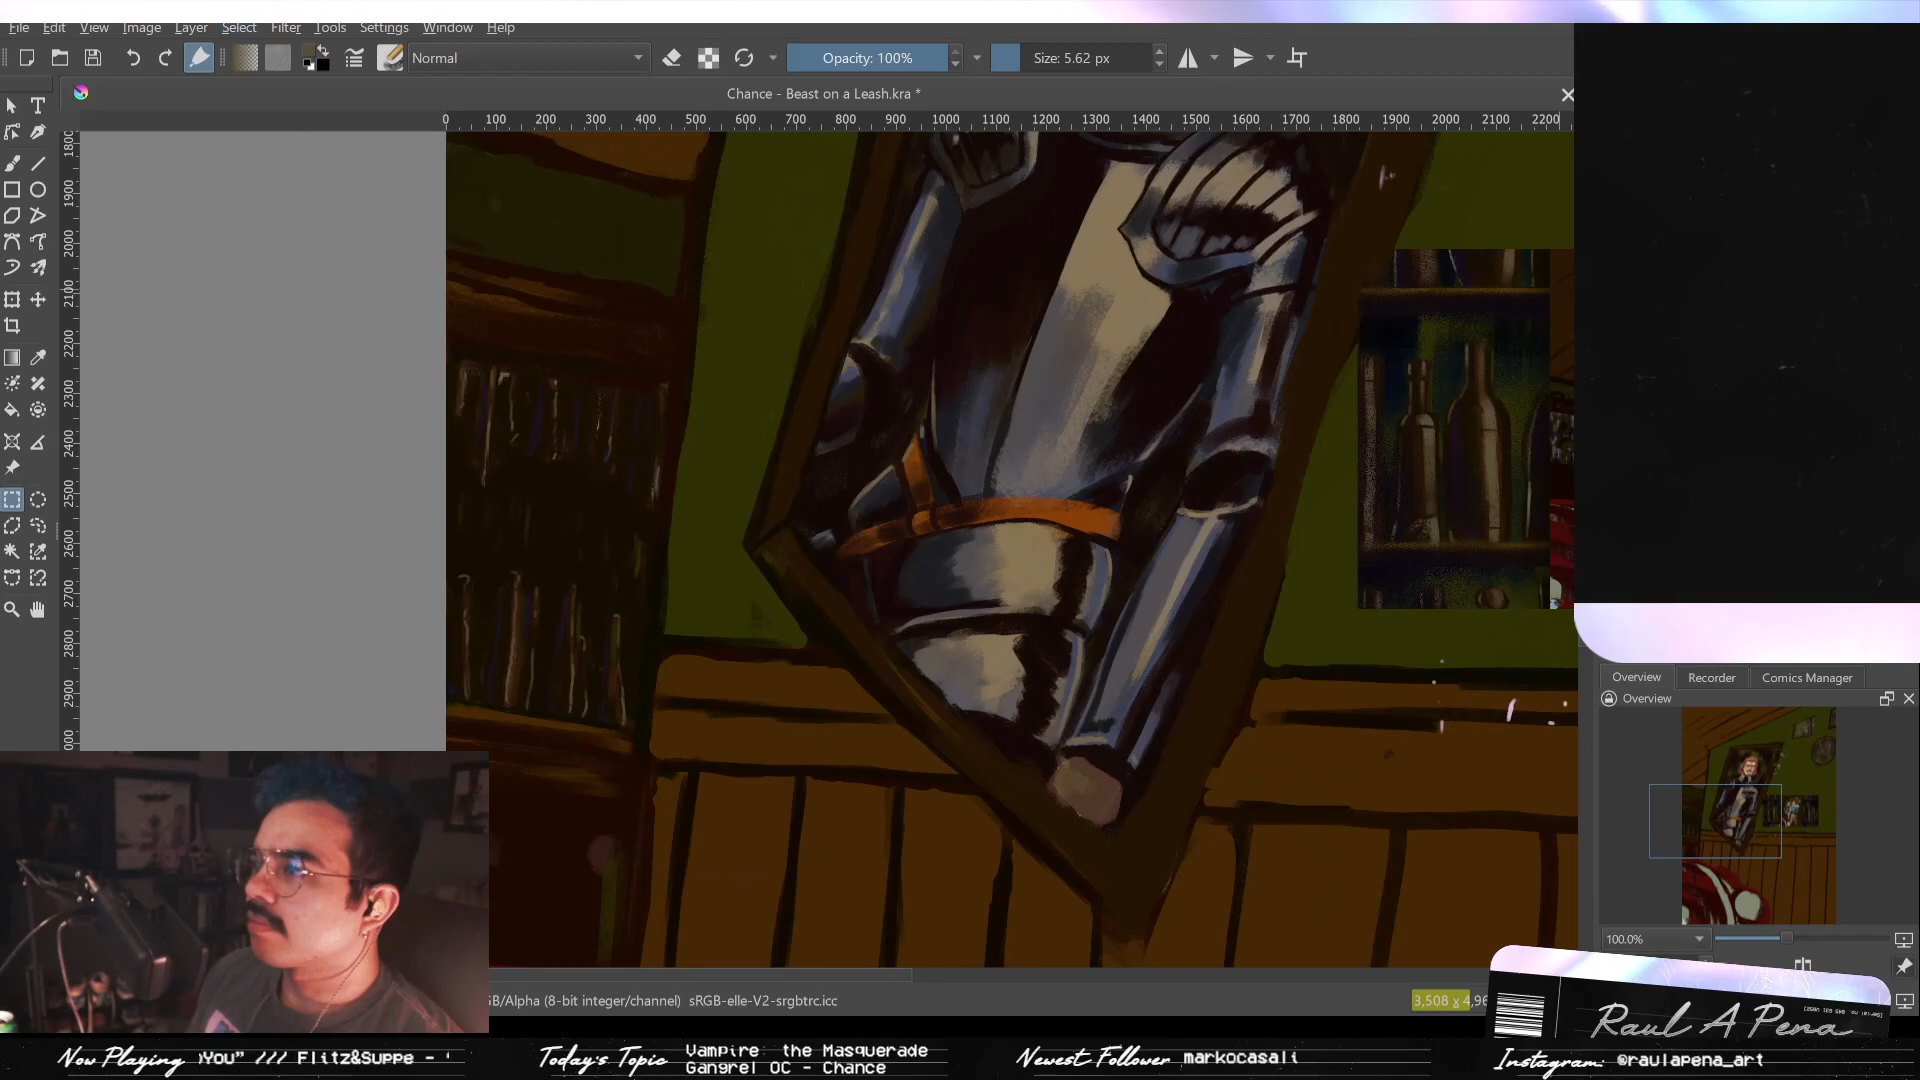 File Edit View Image Layer Select Filter Tools Settings Window Help
Normal
Opacity: 100%
Size: 5.62 px
Chance - Beast on a Leash.kra *
0 100 200 300 400 500 600 700 800 900 1000 1100 1200 1300 1400 1500 1600 1700 1800 1900 2000 2100 2200
1800 1900 2000 2100 2200 2300 2400 2500 2600 2700 2800 2900 000
Overview Recorder Comics Manager
Overview
100.0%
GB/Alpha (8-bit integer/channel) sRGB-elle-V2-srgbtrc.icc
3,508 x 4,96
Raul A Pena
Now Playing You" /// Flitz&Suppe -
Today's Topic Vampire: the Masquerade
Gangrel OC - Chance
Newest Follower markocasali
Instagram: @raulapena_art